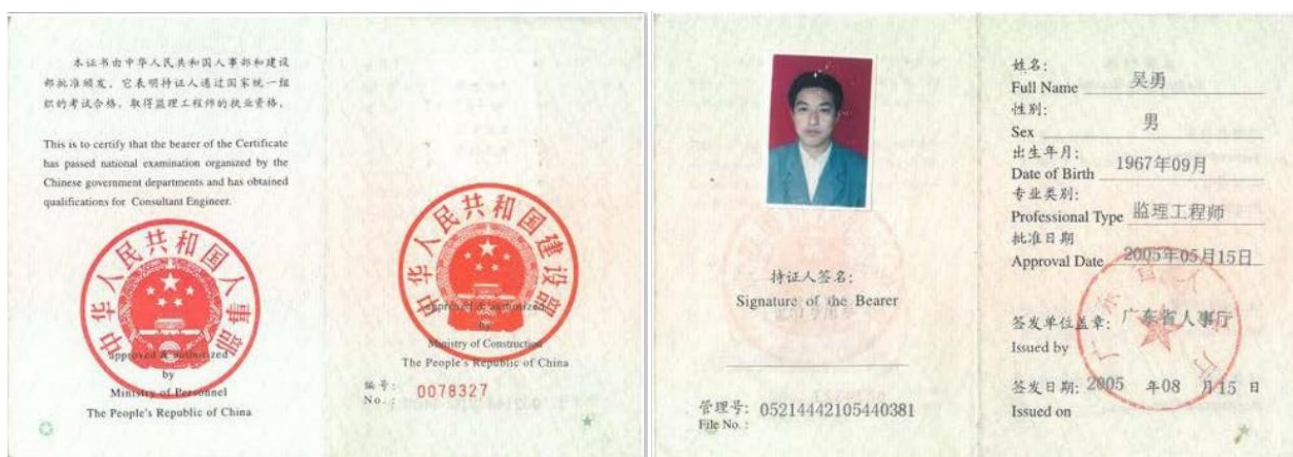 本证书由中华人民共和国人事部和建设
部批准颁发，它表明持证人通过国家统一组
织的考试合格，取得监理工程师的执业资格。
This is to certify that the bearer of the Certificate
has passed national examination organized by the
Chinese government departments and has obtained
qualifications for Consultant Engineer.
中华人民共和国人事部
approved & authorized
by
Ministry of Personnel
The People's Republic of China
中华人民共和国建设部
approved & authorized
by
Ministry of Construction
The People's Republic of China
编号:
No.: 0078327
持证人签名:
Signature of the Bearer
管理号: 05214442105440381
File No.:
姓名:
Full Name 吴勇
性别:
Sex 男
出生年月:
Date of Birth 1967年09月
专业类别:
Professional Type 监理工程师
批准日期
Approval Date 2005年05月15日
签发单位盖章: 广东省人事厅
Issued by
广东省人事厅
签发日期: 2005 年08 月15 日
Issued on